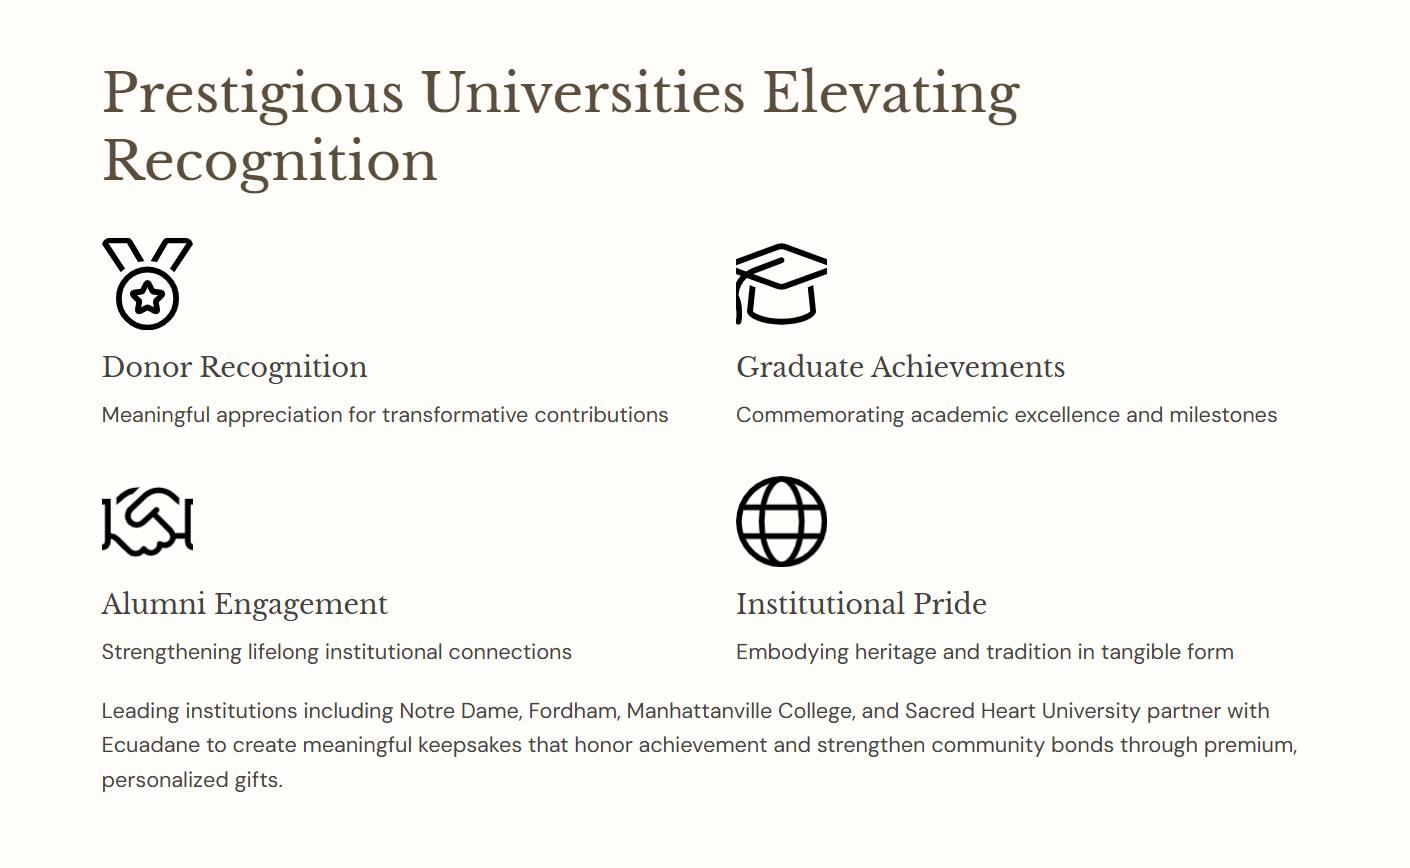 Prestigious Universities Elevating
Recognition
Donor Recognition
Meaningful appreciation for transformative contributions
Graduate Achievements
Commemorating academic excellence and milestones
Alumni Engagement
Strengthening lifelong institutional connections
Institutional Pride
Embodying heritage and tradition in tangible form
Leading institutions including Notre Dame, Fordham, Manhattanville College, and Sacred Heart University partner with
Ecuadane to create meaningful keepsakes that honor achievement and strengthen community bonds through premium,
personalized gifts.